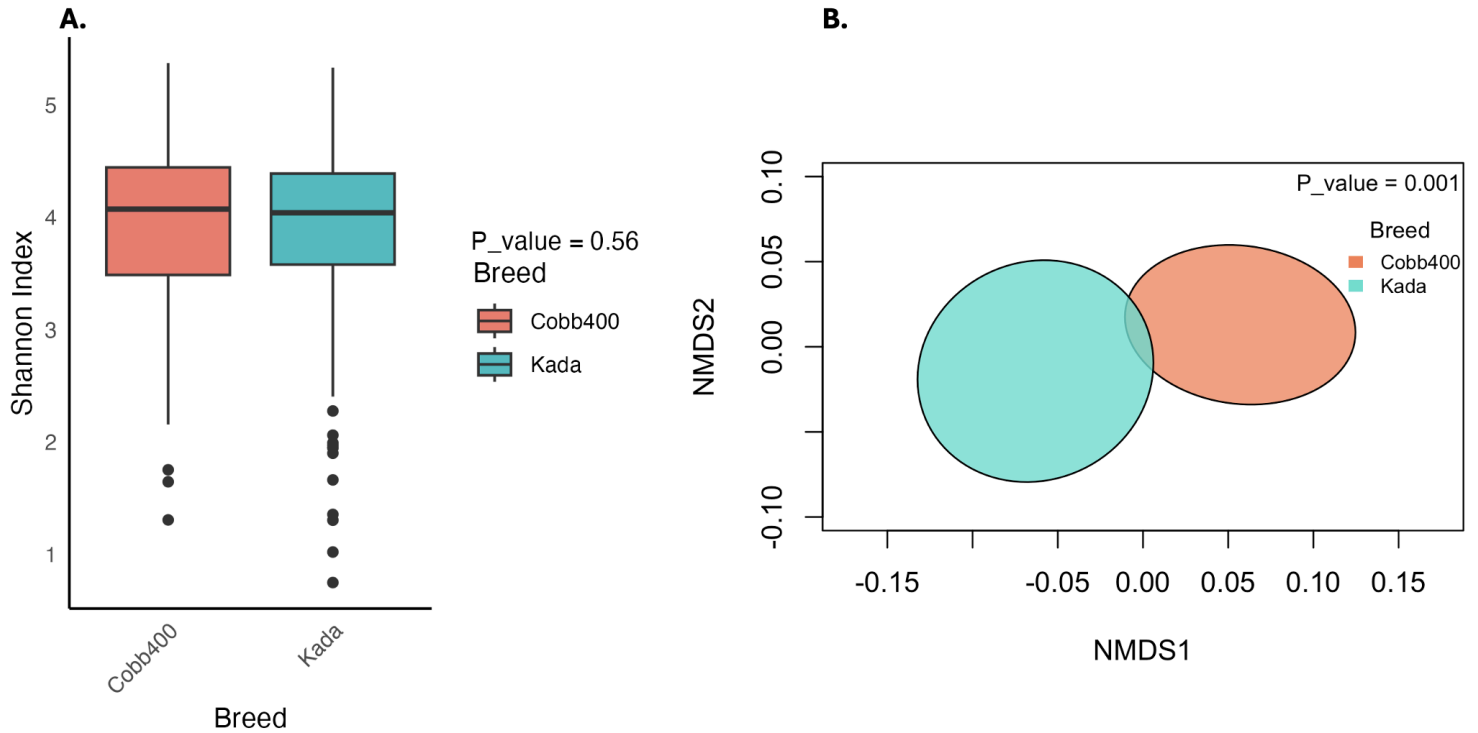 A.
Shannon Index
5
4
3
2
1
Cobb400
Kada
Breed
P_value = 0.56
Breed
Cobb400
Kada
B.
NMDS2
0.10
0.05
0.00
-0.10
P_value = 0.001
Breed
Cobb400
Kada
-0.15
-0.05
0.00
0.05
0.10
0.15
NMDS1